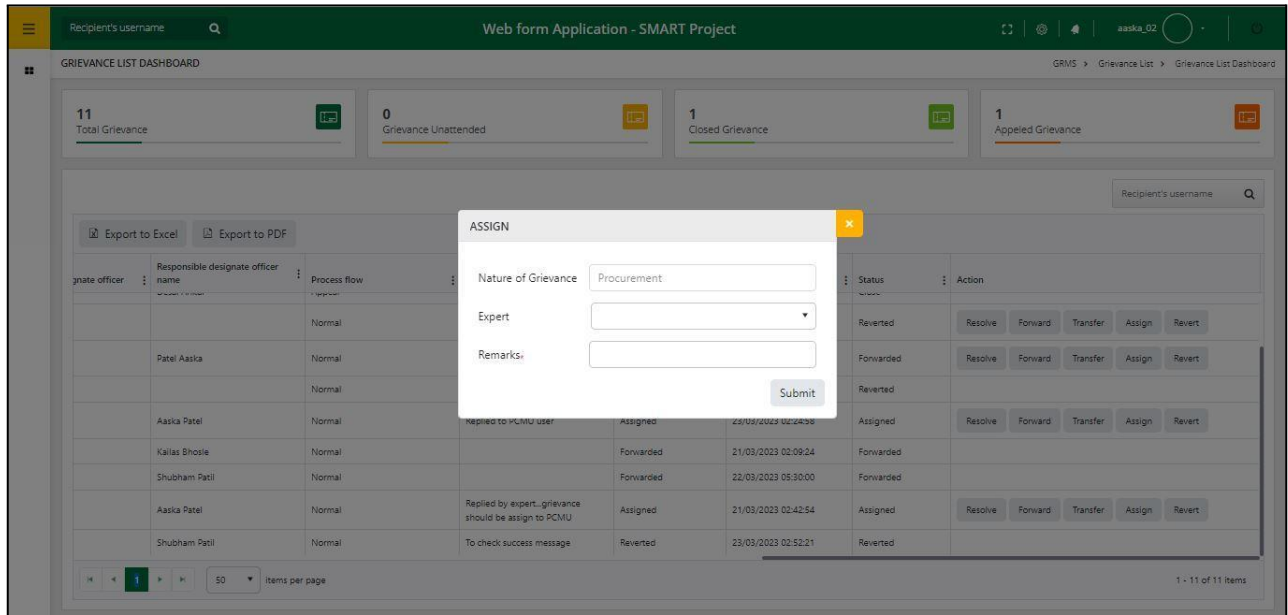 Recipient's username
Web form Application - SMART Project
aaska_02
GRIEVANCE LIST DASHBOARD
GRMS > Grievance List > Grievance List Dashboard
11
Total Grievance
0
Grievance Unattended
1
Closed Grievance
1
Appeled Grievance
Recipient's username
Export to Excel Export to PDF
ASSIGN
×
Nature of Grievance Procurement
Expert
Remarks*
Submit
gnate officer Responsible designate officer name Process flow Status Action
Normal Reverted Resolve Forward Transfer Assign Revert
Patel Aaska Normal Forwarded Resolve Forward Transfer Assign Revert
Normal Reverted
Aaska Patel Normal Replied to PCMU user Assigned 23/03/2023 02:24:58 Assigned Resolve Forward Transfer Assign Revert
Kailas Bhosle Normal Forwarded 21/03/2023 02:09:24 Forwarded
Shubham Patil Normal Forwarded 22/03/2023 05:30:00 Forwarded
Aaska Patel Normal Replied by expert..grievance should be assign to PCMU Assigned 21/03/2023 02:42:54 Assigned Resolve Forward Transfer Assign Revert
Shubham Patil Normal To check success message Reverted 23/03/2023 02:52:21 Reverted
1 50 items per page 1 - 11 of 11 items